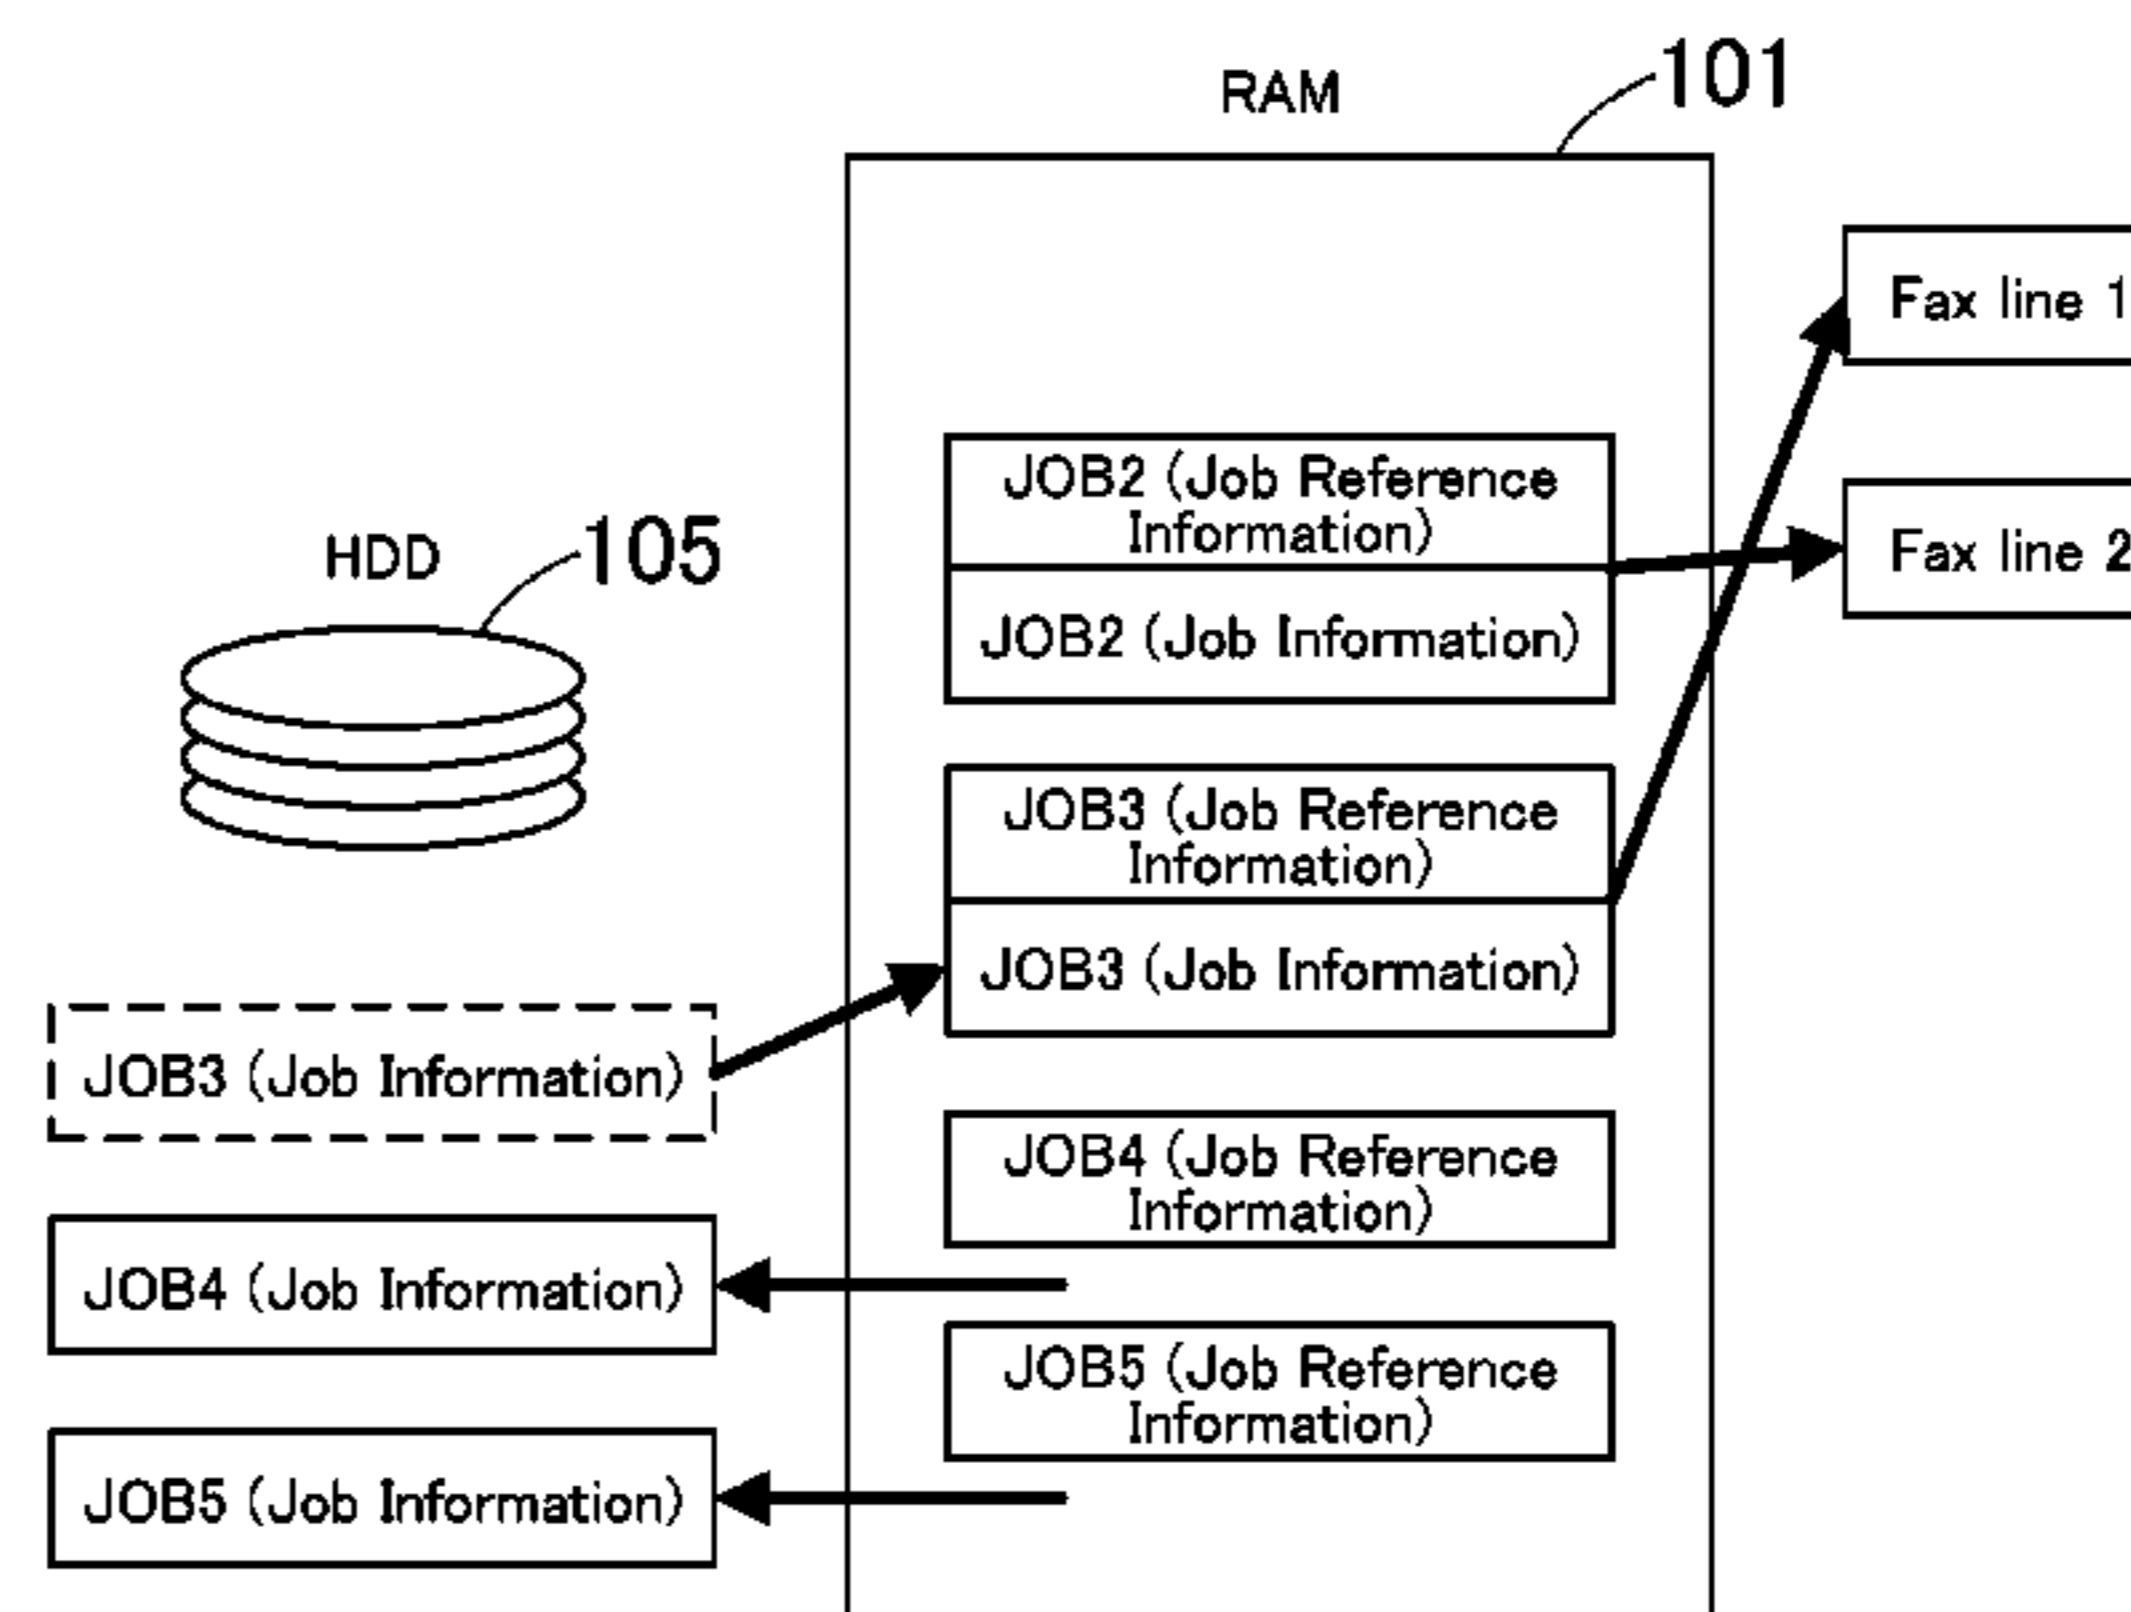 RAM
101
Fax line 1
JOB2 (Job Reference
Information)
Fax line 2
HDD
105
JOB2 (Job Information)
JOB3 (Job Reference
Information)
JOB3 (Job Information)
JOB3 (Job Information)
JOB4 (Job Reference
Information)
JOB4 (Job Information)
JOB5 (Job Reference
Information)
JOB5 (Job Information)